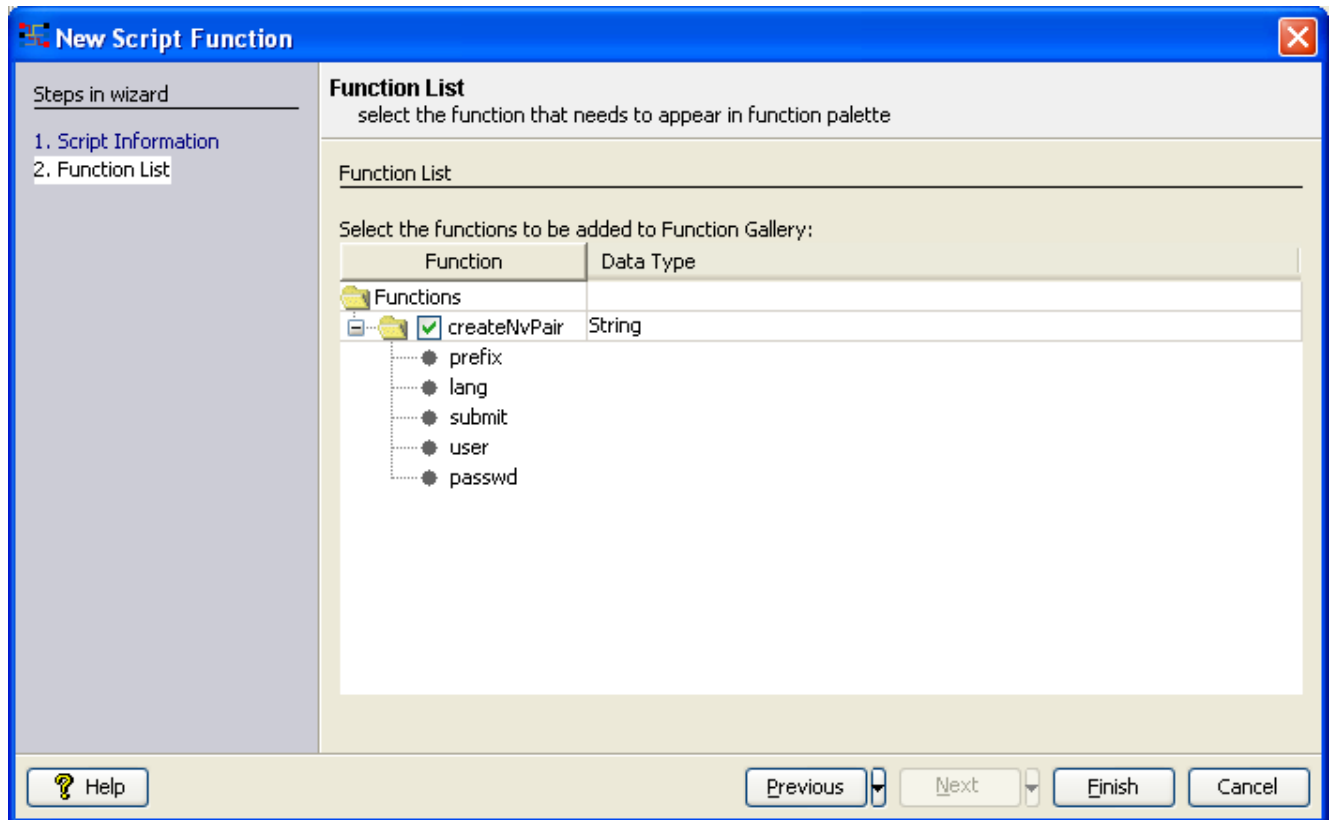 New Script Function
Steps in wizard
1. Script Information
2. Function List
Function List
select the function that needs to appear in function palette
Function List
Select the functions to be added to Function Gallery:
Function Data Type
Functions
createNvPair String
prefix
lang
submit
user
passwd
Help Previous Next Finish Cancel